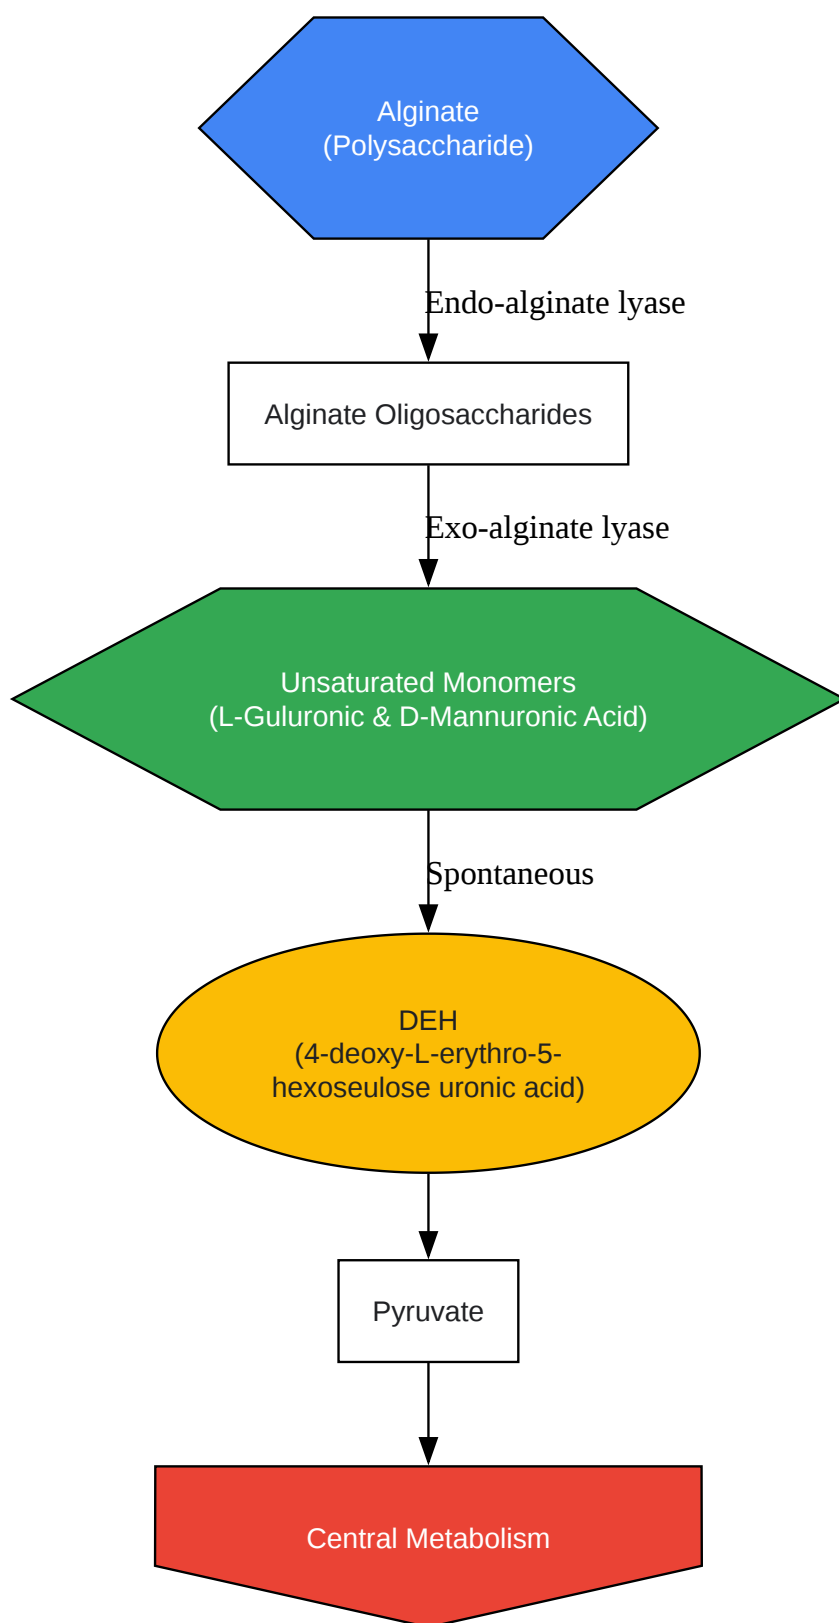 Alginate
(Polysaccharide)
Endo-alginate lyase
Alginate Oligosaccharides
Exo-alginate lyase
Unsaturated Monomers
(L-Guluronic & D-Mannuronic Acid)
Spontaneous
DEH
(4-deoxy-L-erythro-5-
hexoseulose uronic acid)
Pyruvate
Central Metabolism